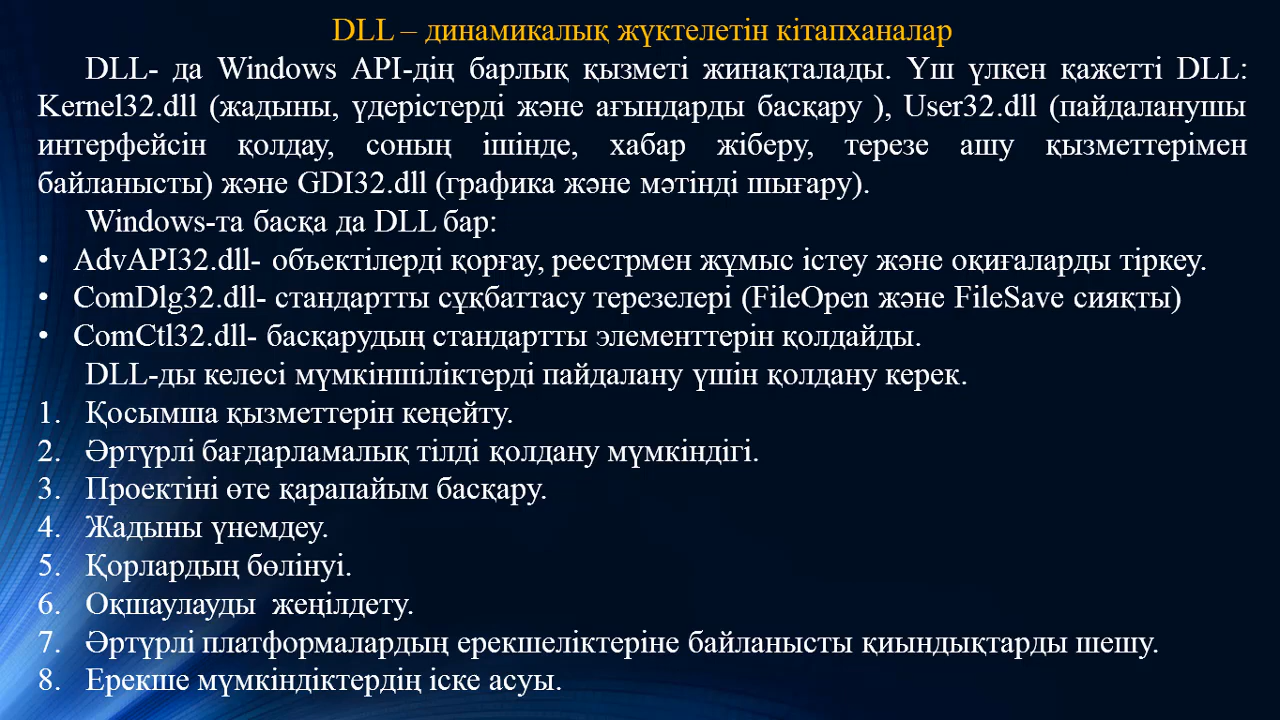 DLL – динамикалық жүктелетін кітапханалар
DLL- да Windows API-дің барлық қызметі жинақталады. Үш үлкен қажетті DLL:
Kernel32.dll (жадыны, үдерістерді және ағындарды басқару ), User32.dll (пайдаланушы
интерфейсін қолдау, соның ішінде, хабар жіберу, терезе ашу қызметтерімен
байланысты) және GDI32.dll (графика және мәтінді шығару).
Windows-та басқа да DLL бар:
• AdvAPI32.dll- объектілерді қорғау, реестрмен жұмыс істеу және оқиғаларды тіркеу.
• ComDlg32.dll- стандартты сұқбаттасу терезелері (FileOpen және FileSave сияқты)
• ComCtl32.dll- басқарудың стандартты элементтерін қолдайды.
DLL-ды келесі мүмкіншіліктерді пайдалану үшін қолдану керек.
1. Қосымша қызметтерін кеңейту.
2. Әртүрлі бағдарламалық тілді қолдану мүмкіндігі.
3. Проектіні өте қарапайым басқару.
4. Жадыны үнемдеу.
5. Қорлардың бөлінуі.
6. Оқшаулауды  жеңілдету.
7. Әртүрлі платформалардың ерекшеліктеріне байланысты қиындықтарды шешу.
8. Ерекше мүмкіндіктердің іске асуы.